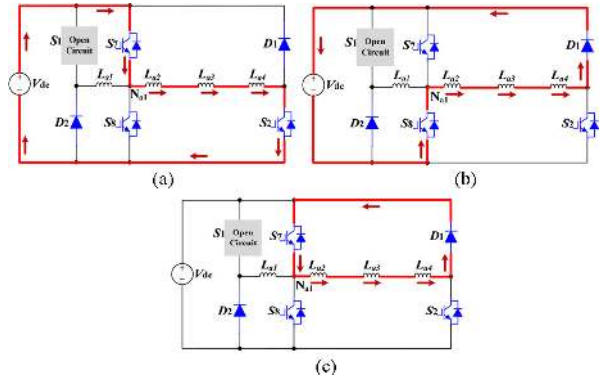 S1 Open Circuit S7 D1
La1 La2 La3 La4
Vdc Na1
D2 S8 S2
(a)
S1 Open Circuit S7 D1
La1 La2 La3 La4
Vdc Na1
D2 S8 S2
(b)
S1 Open Circuit S7 D1
La1 La2 La3 La4
Vdc Na1
D2 S8 S2
(c)